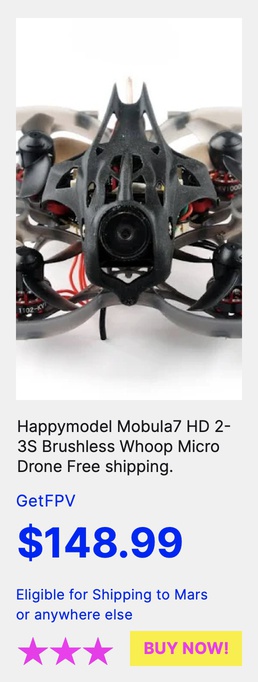 Happymodel Mobula7 HD 2-
3S Brushless Whoop Micro
Drone Free shipping.
GetFPV
$148.99
Eligible for Shipping to Mars
or anywhere else
BUY NOW!